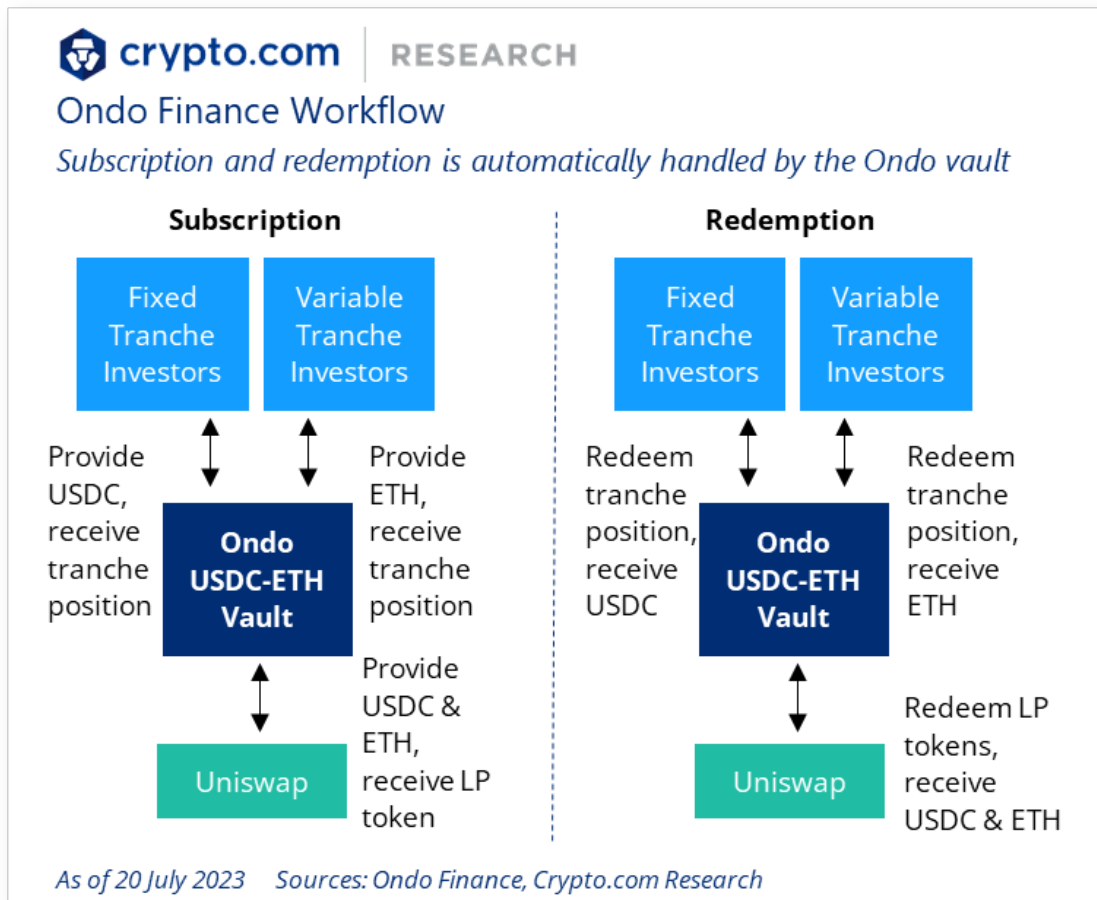 crypto.com RESEARCH
Ondo Finance Workflow
Subscription and redemption is automatically handled by the Ondo vault
Subscription
Fixed
Tranche
Investors
Variable
Tranche
Investors
Provide
USDC,
receive
tranche
position
Provide
ETH,
receive
tranche
position
Ondo
USDC-ETH
Vault
Provide
USDC &
ETH,
receive LP
token
Uniswap
Redemption
Fixed
Tranche
Investors
Variable
Tranche
Investors
Redeem
tranche
position,
receive
USDC
Redeem
tranche
position,
receive
ETH
Ondo
USDC-ETH
Vault
Redeem LP
tokens,
receive
USDC & ETH
Uniswap
As of 20 July 2023 Sources: Ondo Finance, Crypto.com Research